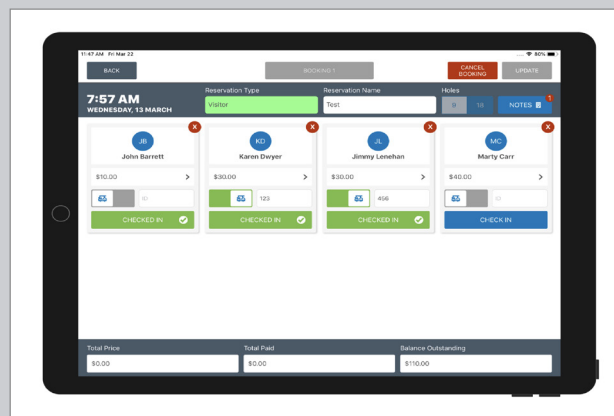 11:47 AM Fri Mar 22
80%
BACK
BOOKING 1
CANCEL BOOKING
UPDATE
7:57 AM
WEDNESDAY, 13 MARCH
Reservation Type
Visitor
Reservation Name
Test
Holes
9 18
NOTES
1
X
JB
John Barrett
$10.00 >
ID
CHECKED IN
X
KD
Karen Dwyer
$30.00 >
123
CHECKED IN
X
JL
Jimmy Lenehan
$30.00 >
456
CHECKED IN
X
MC
Marty Carr
$40.00 >
ID
CHECK IN
Total Price
$0.00
Total Paid
$0.00
Balance Outstanding
$110.00